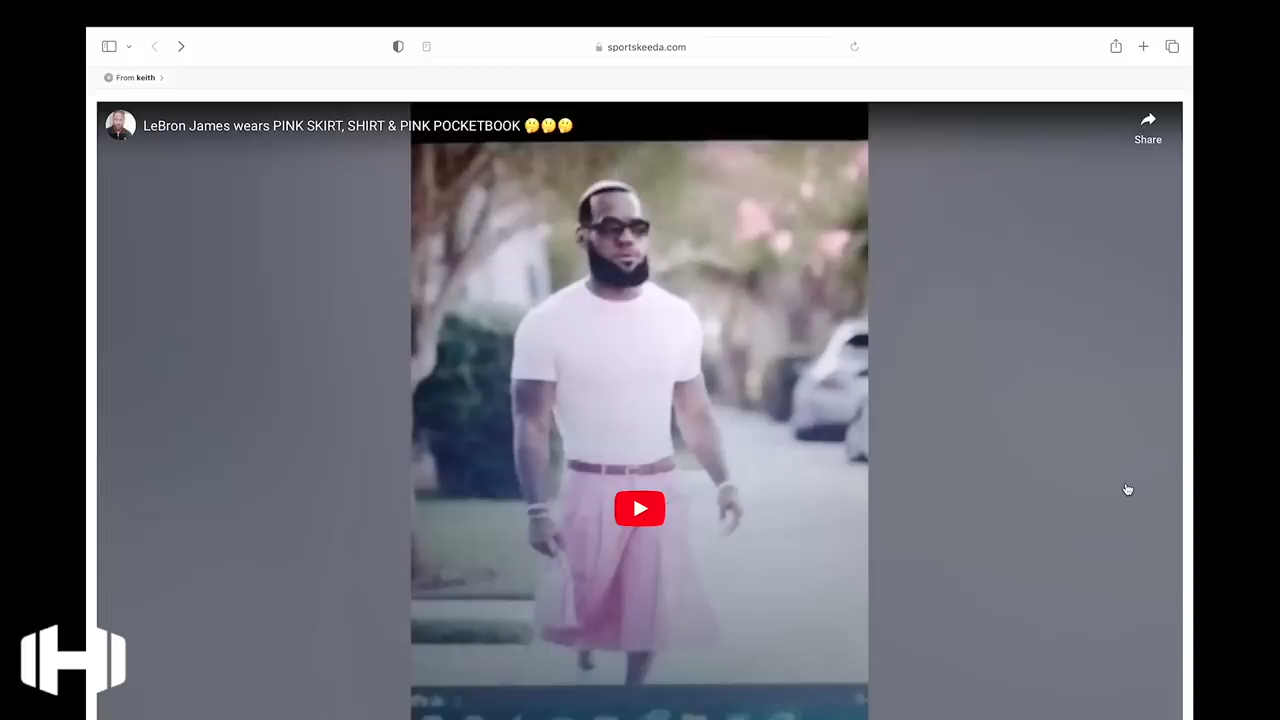 sportskeeda.com
From keith
LeBron James wears PINK SKIRT, SHIRT & PINK POCKETBOOK 🤔🤔🤔
Share
H